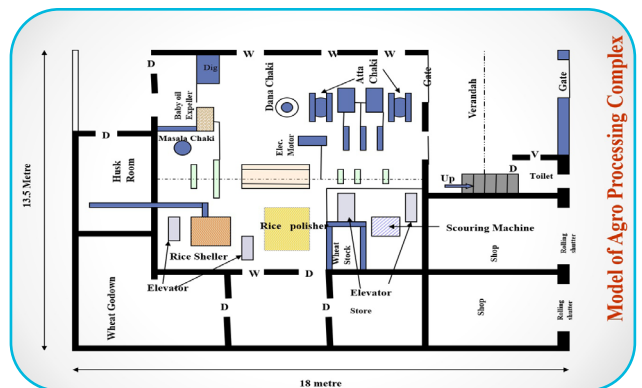 Model of Agro Processing Complex
W
W
W
D
Dig
Baby oil
Expeller
Dana Chaki
Atta
Chaki
Gate
Verandah
Gate
Masala Chaki
Elec.
Motor
D
Husk
Room
V
D
Toilet
Up
13.5 Metre
Rice polisher
Scouring Machine
Rice Sheller
Wheat
Stock
Shop
Rolling
shutter
Elevator
W
D
Elevator
Wheat Godown
D
D
Store
Shop
Rolling
shutter
18 metre